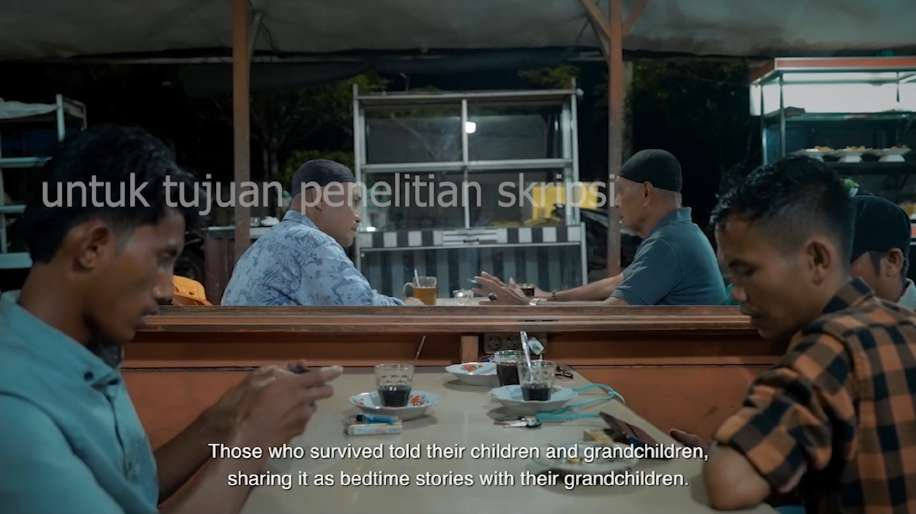 untuk tujuan penelitian skripsi
Those who survived told their children and grandchildren,
sharing it as bedtime stories with their grandchildren.